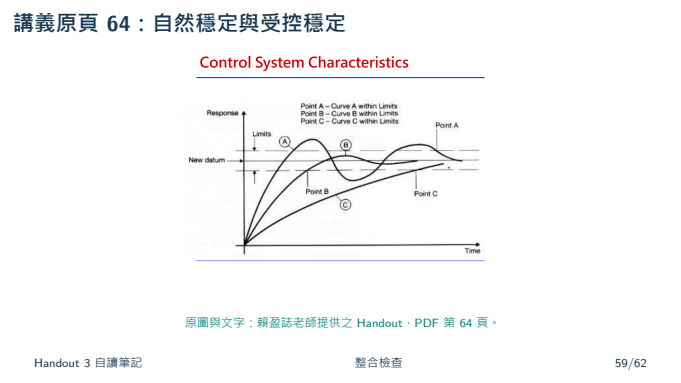 講義原頁 64：自然穩定與受控穩定
Control System Characteristics
Point A – Curve A within Limits
Point B – Curve B within Limits
Point C – Curve C within Limits
Response
Point A
Limits
A
B
New datum
Point B
Point C
C
Time
原圖與文字：賴盈誌老師提供之 Handout，PDF 第 64 頁。
Handout 3 自讀筆記
整合檢查
59/62